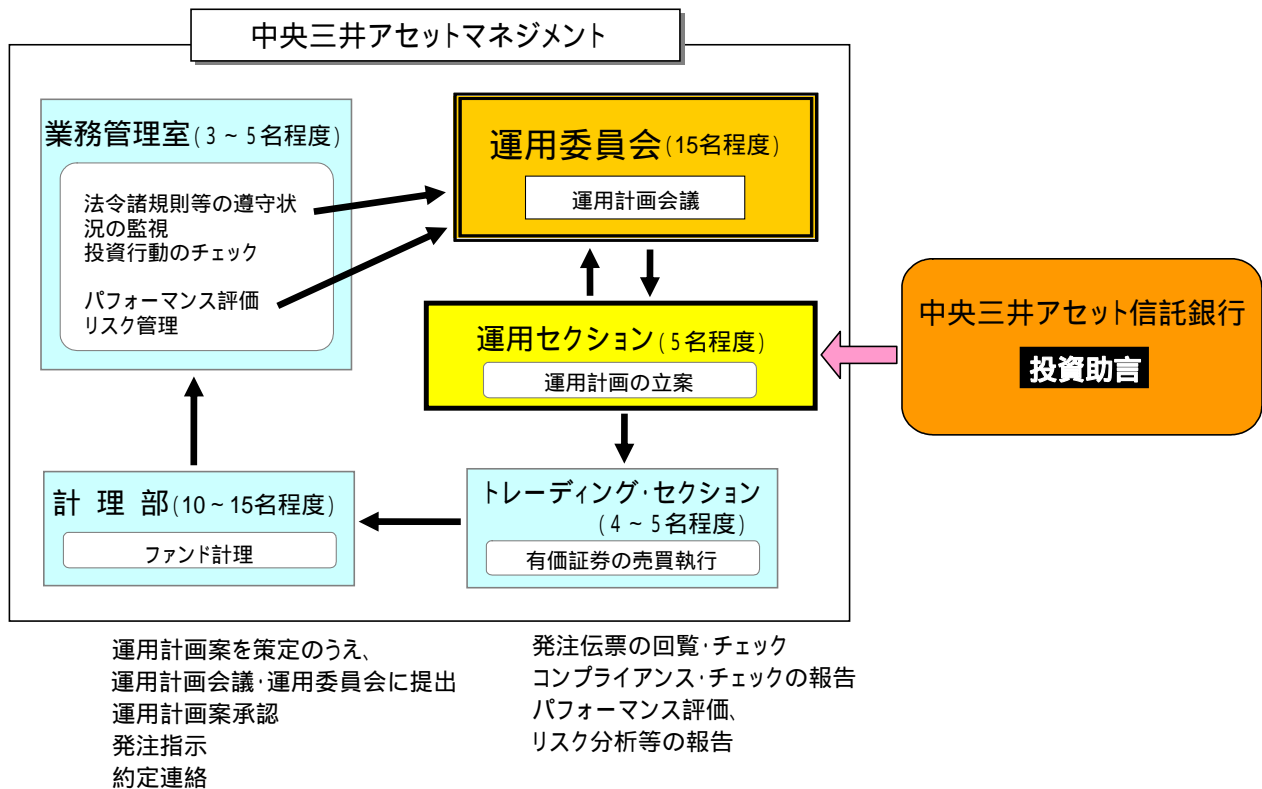 中央三井アセットマネジメント
業務管理室(3～5名程度)
法令諸規則等の遵守状
況の監視
投資行動のチェック
パフォーマンス評価
リスク管理
運用委員会(15名程度)
運用計画会議
運用セクション(5名程度)
運用計画の立案
中央三井アセット信託銀行
投資助言
計 理 部(10～15名程度)
ファンド計理
トレーディング・セクション
(4～5名程度)
有価証券の売買執行
運用計画案を策定のうえ、
運用計画会議・運用委員会に提出
運用計画案承認
発注指示
約定連絡
発注伝票の回覧・チェック
コンプライアンス・チェックの報告
パフォーマンス評価、
リスク分析等の報告